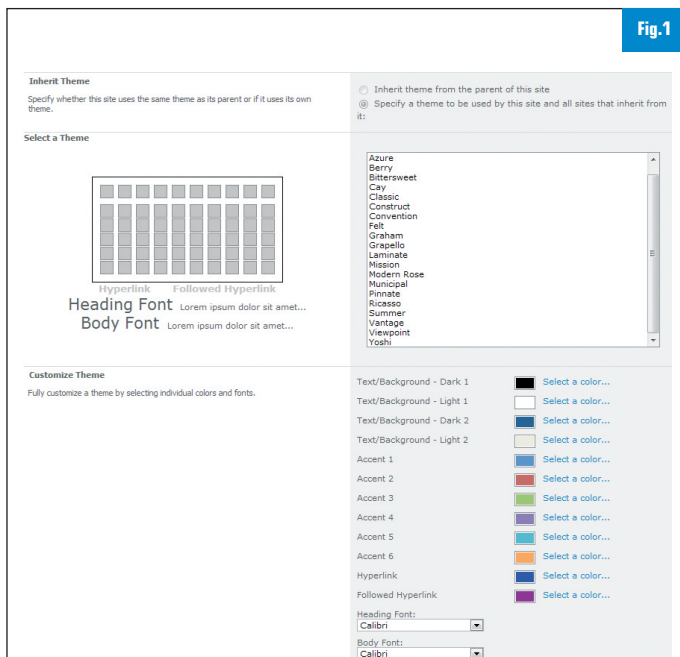 Fig.1
Inherit Theme
Specify whether this site uses the same theme as its parent or if it uses its own
theme.
Inherit theme from the parent of this site
Specify a theme to be used by this site and all sites that inherit from
it:
Select a Theme
Hyperlink Followed Hyperlink
Heading Font Lorem ipsum dolor sit amet...
Body Font Lorem ipsum dolor sit amet...
Azure
Berry
Bittersweet
Cay
Classic
Construct
Convention
Felt
Graham
Grapello
Laminate
Mission
Modern Rose
Municipal
Pinnate
Ricasso
Summer
Vantage
Viewpoint
Yoshi
Customize Theme
Fully customize a theme by selecting individual colors and fonts.
Text/Background - Dark 1 Select a color...
Text/Background - Light 1 Select a color...
Text/Background - Dark 2 Select a color...
Text/Background - Light 2 Select a color...
Accent 1 Select a color...
Accent 2 Select a color...
Accent 3 Select a color...
Accent 4 Select a color...
Accent 5 Select a color...
Accent 6 Select a color...
Hyperlink Select a color...
Followed Hyperlink Select a color...
Heading Font:
Calibri
Body Font:
Calibri